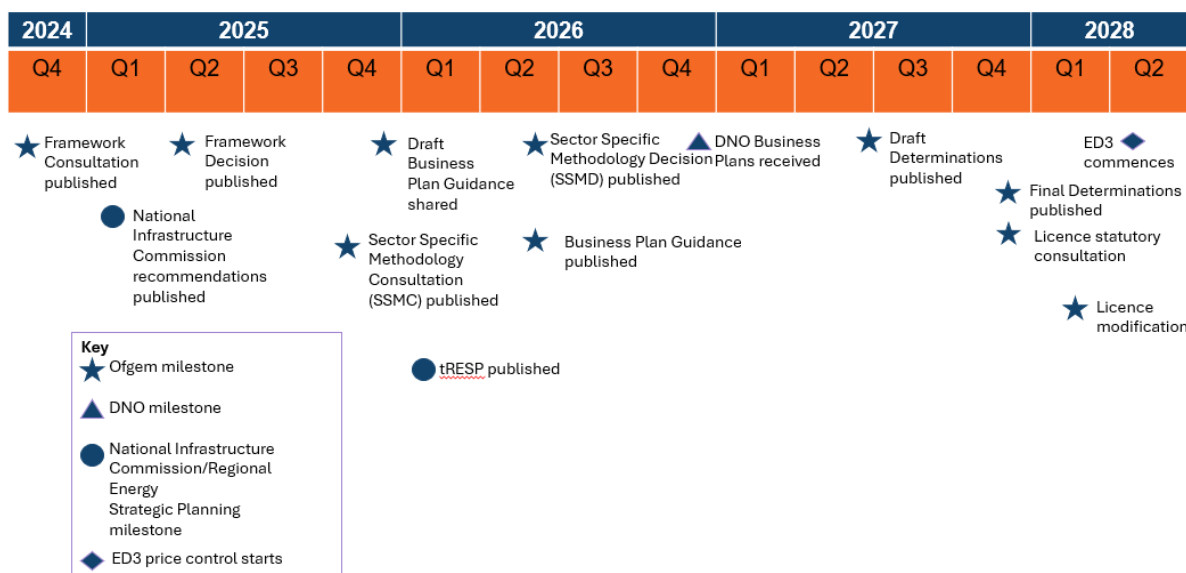 2024 2025 2026 2027 2028
Q4 Q1 Q2 Q3 Q4 Q1 Q2 Q3 Q4 Q1 Q2 Q3 Q4 Q1 Q2
Framework
Consultation
published
Framework
Decision
published
Draft
Business
Plan Guidance
shared
Sector Specific
Methodology Decision
(SSMD) published
DNO Business
Plans received
Draft
Determinations
published
ED3
commences
Final Determinations
published
National
Infrastructure
Commission
recommendations
published
Sector Specific
Methodology
Consultation
(SSMC) published
Business Plan Guidance
published
Licence statutory
consultation
Licence
modification
tRESP published
Key
Ofgem milestone
DNO milestone
National Infrastructure
Commission/Regional
Energy
Strategic Planning
milestone
ED3 price control starts